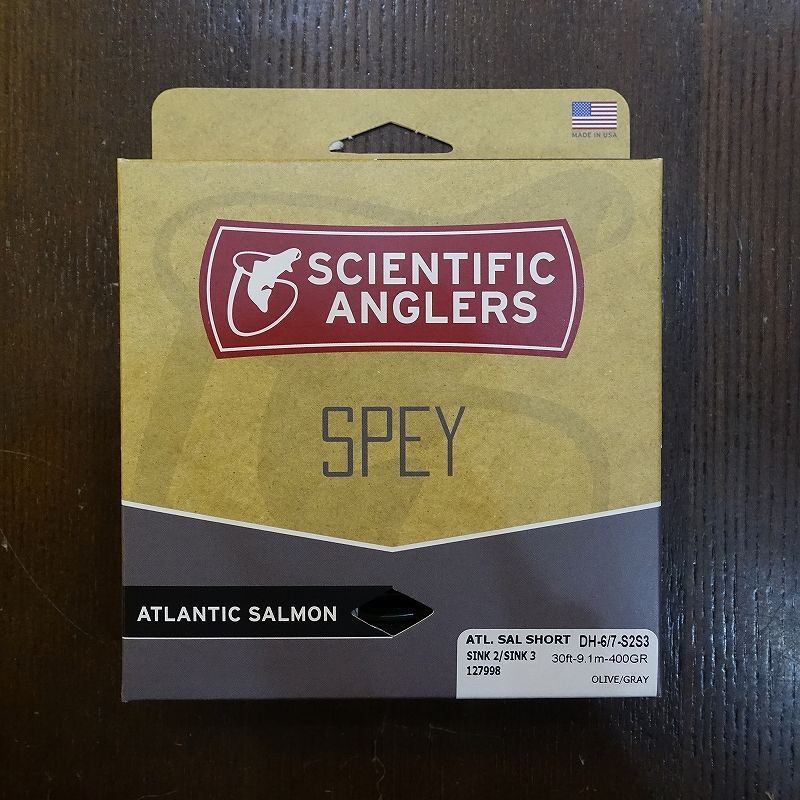 MADE IN USA
SCIENTIFIC
ANGLERS
SPEY
ATLANTIC SALMON
ATL. SAL SHORT DH-6/7-S2S3
SINK 2/SINK 3 30ft-9.1m-400GR
127998
OLIVE/GRAY